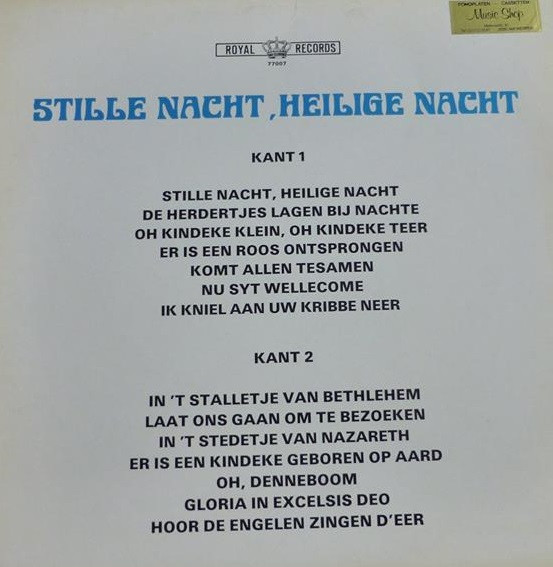 FONOPLATEN - CASSETTEN
Music Shop
ROYAL RECORDS
77007
STILLE NACHT, HEILIGE NACHT
KANT 1
STILLE NACHT, HEILIGE NACHT
DE HERDERTJES LAGEN BIJ NACHTE
OH KINDEKE KLEIN, OH KINDEKE TEER
ER IS EEN ROOS ONTSPRONGEN
KOMT ALLEN TESAMEN
NU SYT WELLECOME
IK KNIEL AAN UW KRIBBE NEER
KANT 2
IN 'T STALLETJE VAN BETHLEHEM
LAAT ONS GAAN OM TE BEZOEKEN
IN 'T STEDETJE VAN NAZARETH
ER IS EEN KINDEKE GEBOREN OP AARD
OH, DENNEBOOM
GLORIA IN EXCELSIS DEO
HOOR DE ENGELEN ZINGEN D'EER